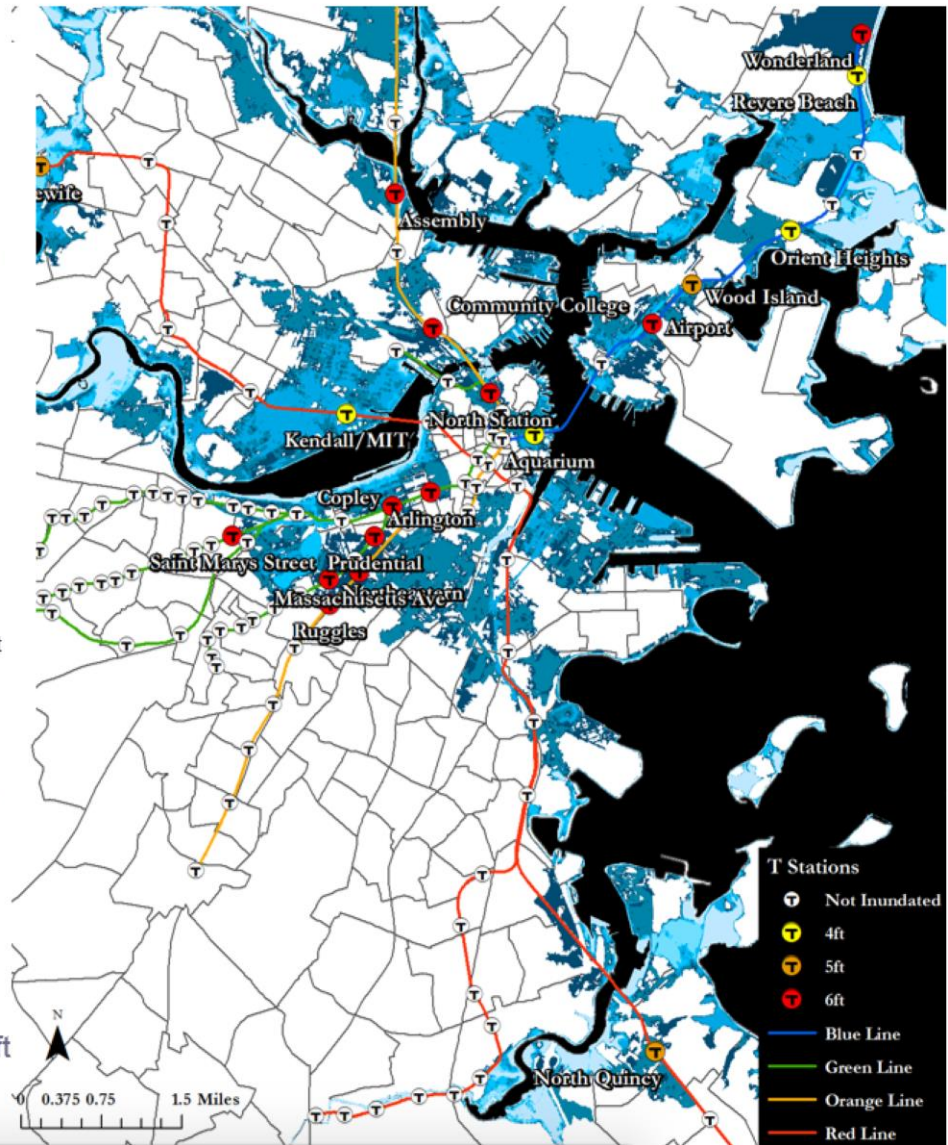 Wonderland
Revere Beach
ewife
Assembly
Orient Heights
Community College
Wood Island
Airport
North Station
Kendall/MIT
Aquarium
Copley
Arlington
Saint Marys Street
Prudential
Massachusetts Ave
Ruggles
T Stations
Not Inundated
4ft
5ft
6ft
N
Blue Line
ft
Green Line
North Quincy
0 0.375 0.75 1.5 Miles
Orange Line
Red Line